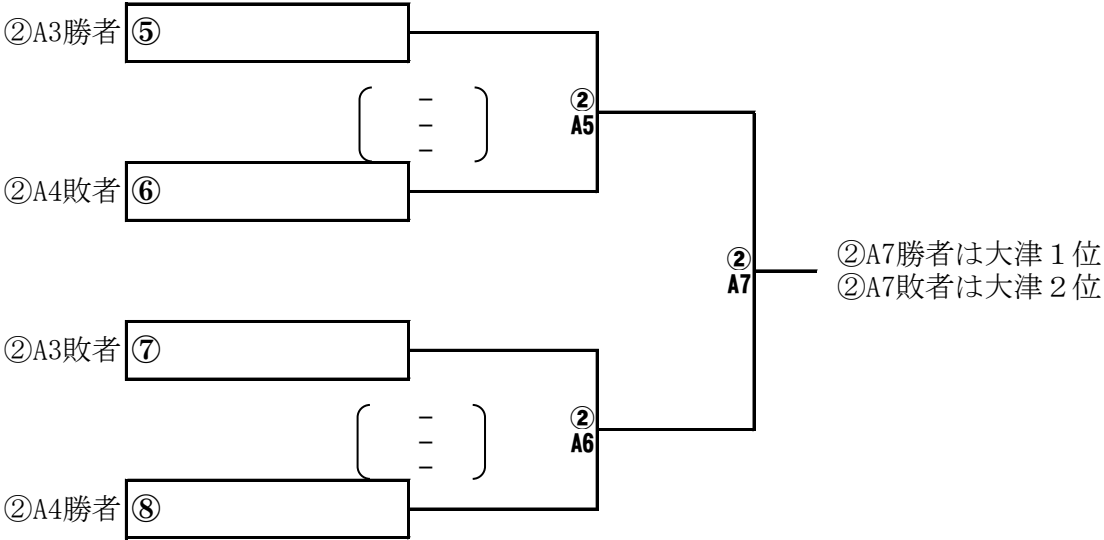 ②A3勝者 ⑤
−
−
−
②
A5
②A4敗者 ⑥
②
A7
②A7勝者は大津１位
②A7敗者は大津２位
②A3敗者 ⑦
−
−
−
②
A6
②A4勝者 ⑧